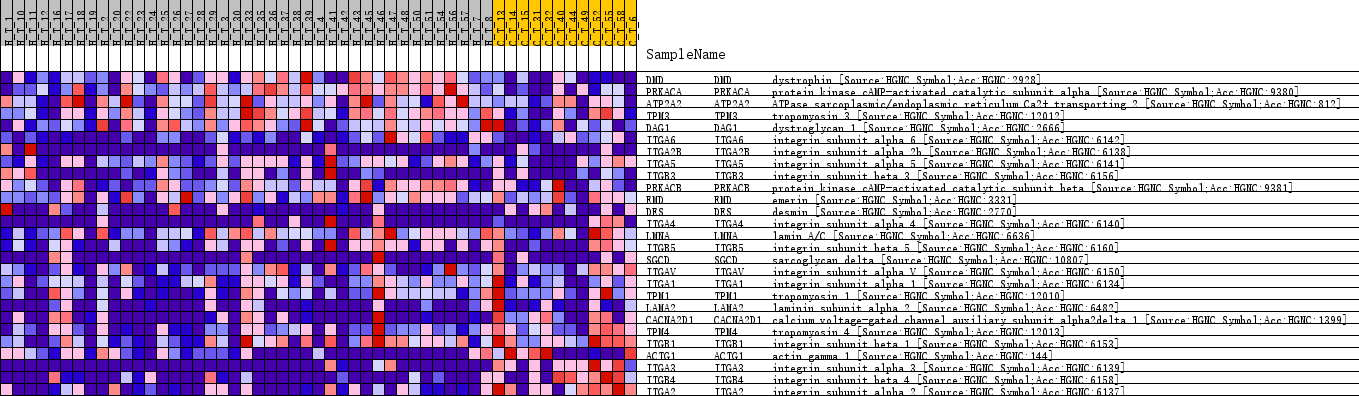 SampleName
DMD DMD dystrophin [Source:HGNC Symbol;Acc:HGNC:2928]
PRKACA PRKACA protein kinase cAMP-activated catalytic subunit alpha [Source:HGNC Symbol;Acc:HGNC:9380]
ATP2A2 ATP2A2 ATPase sarcoplasmic/endoplasmic reticulum Ca2+ transporting 2 [Source:HGNC Symbol;Acc:HGNC:812]
TPM3 TPM3 tropomyosin 3 [Source:HGNC Symbol;Acc:HGNC:12012]
DAG1 DAG1 dystroglycan 1 [Source:HGNC Symbol;Acc:HGNC:2666]
ITGA6 ITGA6 integrin subunit alpha 6 [Source:HGNC Symbol;Acc:HGNC:6142]
ITGA2B ITGA2B integrin subunit alpha 2b [Source:HGNC Symbol;Acc:HGNC:6138]
ITGA5 ITGA5 integrin subunit alpha 5 [Source:HGNC Symbol;Acc:HGNC:6141]
ITGB3 ITGB3 integrin subunit beta 3 [Source:HGNC Symbol;Acc:HGNC:6156]
PRKACB PRKACB protein kinase cAMP-activated catalytic subunit beta [Source:HGNC Symbol;Acc:HGNC:9381]
EMD EMD emerin [Source:HGNC Symbol;Acc:HGNC:3331]
DES DES desmin [Source:HGNC Symbol;Acc:HGNC:2770]
ITGA4 ITGA4 integrin subunit alpha 4 [Source:HGNC Symbol;Acc:HGNC:6140]
LMNA LMNA lamin A/C [Source:HGNC Symbol;Acc:HGNC:6636]
ITGB5 ITGB5 integrin subunit beta 5 [Source:HGNC Symbol;Acc:HGNC:6160]
SGCD SGCD sarcoglycan delta [Source:HGNC Symbol;Acc:HGNC:10807]
ITGAV ITGAV integrin subunit alpha V [Source:HGNC Symbol;Acc:HGNC:6150]
ITGA1 ITGA1 integrin subunit alpha 1 [Source:HGNC Symbol;Acc:HGNC:6134]
TPM1 TPM1 tropomyosin 1 [Source:HGNC Symbol;Acc:HGNC:12010]
LAMA2 LAMA2 laminin subunit alpha 2 [Source:HGNC Symbol;Acc:HGNC:6482]
CACNA2D1 CACNA2D1 calcium voltage-gated channel auxiliary subunit alpha2delta 1 [Source:HGNC Symbol;Acc:HGNC:1399]
TPM4 TPM4 tropomyosin 4 [Source:HGNC Symbol;Acc:HGNC:12013]
ITGB1 ITGB1 integrin subunit beta 1 [Source:HGNC Symbol;Acc:HGNC:6153]
ACTG1 ACTG1 actin gamma 1 [Source:HGNC Symbol;Acc:HGNC:144]
ITGA3 ITGA3 integrin subunit alpha 3 [Source:HGNC Symbol;Acc:HGNC:6139]
ITGB4 ITGB4 integrin subunit beta 4 [Source:HGNC Symbol;Acc:HGNC:6158]
ITGA2 ITGA2 integrin subunit alpha 2 [Source:HGNC Symbol;Acc:HGNC:6137]